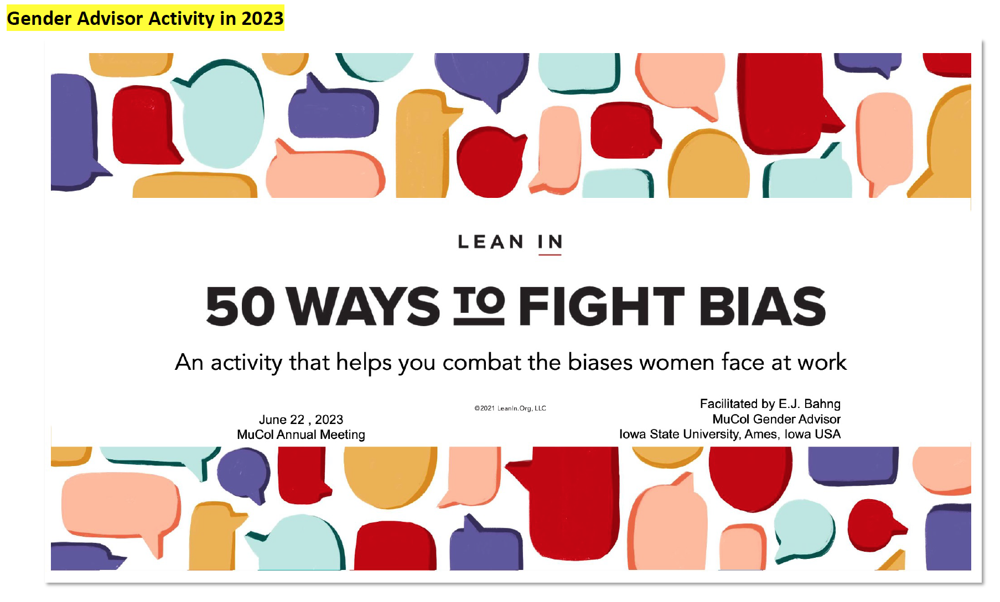 Gender Advisor Activity in 2023
LEAN IN
50 WAYS TO FIGHT BIAS
An activity that helps you combat the biases women face at work
©2021 LeanIn.Org, LLC
June 22 , 2023
MuCol Annual Meeting
Facilitated by E.J. Bahng
MuCol Gender Advisor
Iowa State University, Ames, Iowa USA